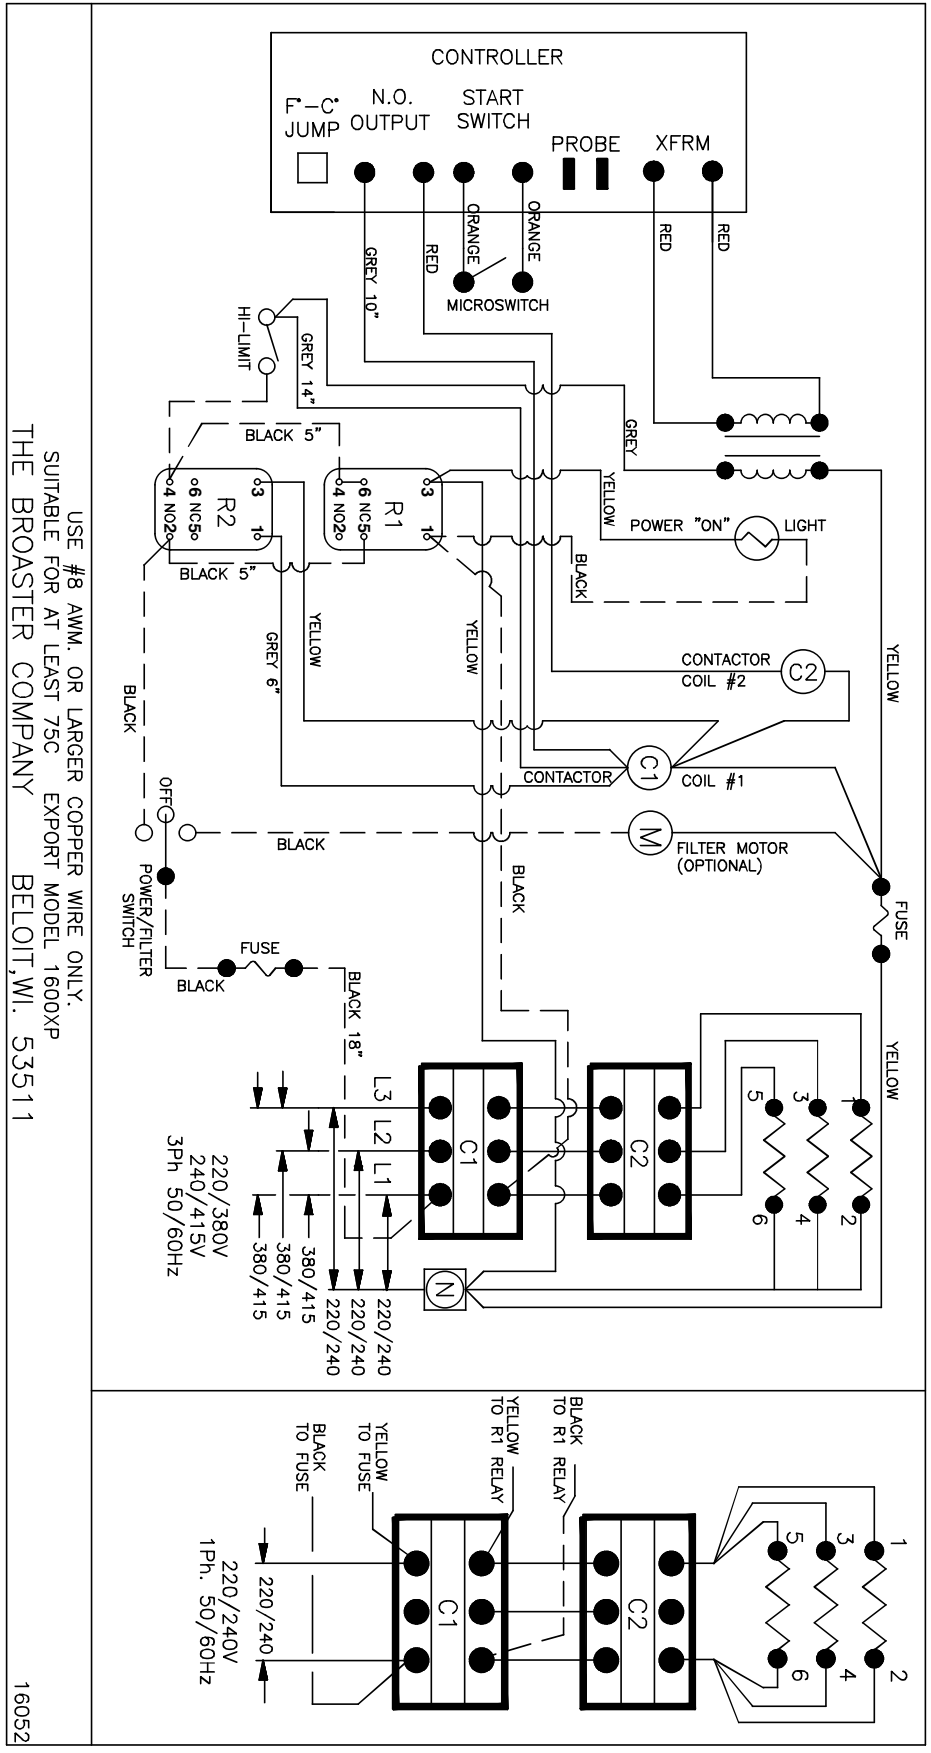 CONTROLLER
F°-C°
JUMP
N.O.
OUTPUT
START
SWITCH
PROBE
XFRM
GREY 10"
RED
ORANGE
ORANGE
RED
RED
MICROSWITCH
HI-LIMIT
GREY 14"
BLACK 5"
GREY
YELLOW
POWER "ON"
LIGHT
BLACK
R2
3
1
6 NC5
4 NO2
R1
3
1
6 NC5
4 NO2
BLACK 5"
YELLOW
GREY 6"
YELLOW
YELLOW
CONTACTOR
COIL #2
C2
BLACK
CONTACTOR
C1
COIL #1
OFF
BLACK
M
FILTER MOTOR
(OPTIONAL)
POWER/FILTER
SWITCH
BLACK
FUSE
FUSE
BLACK
BLACK 18"
YELLOW
L3
L2
L1
C1
C2
5
3
1
6
4
2
N
220/380V
240/415V
3Ph 50/60Hz
380/415
380/415
380/415
220/240
220/240
220/240
BLACK
TO FUSE
YELLOW
TO FUSE
YELLOW
TO R1 RELAY
BLACK
TO R1 RELAY
C1
C2
5
3
1
6
4
2
220/240
220/240V
1Ph. 50/60Hz
USE #8 AWM. OR LARGER COPPER WIRE ONLY.
SUITABLE FOR AT LEAST 75C EXPORT MODEL 1600XP
THE BROASTER COMPANY BELOIT,WI. 53511
16052